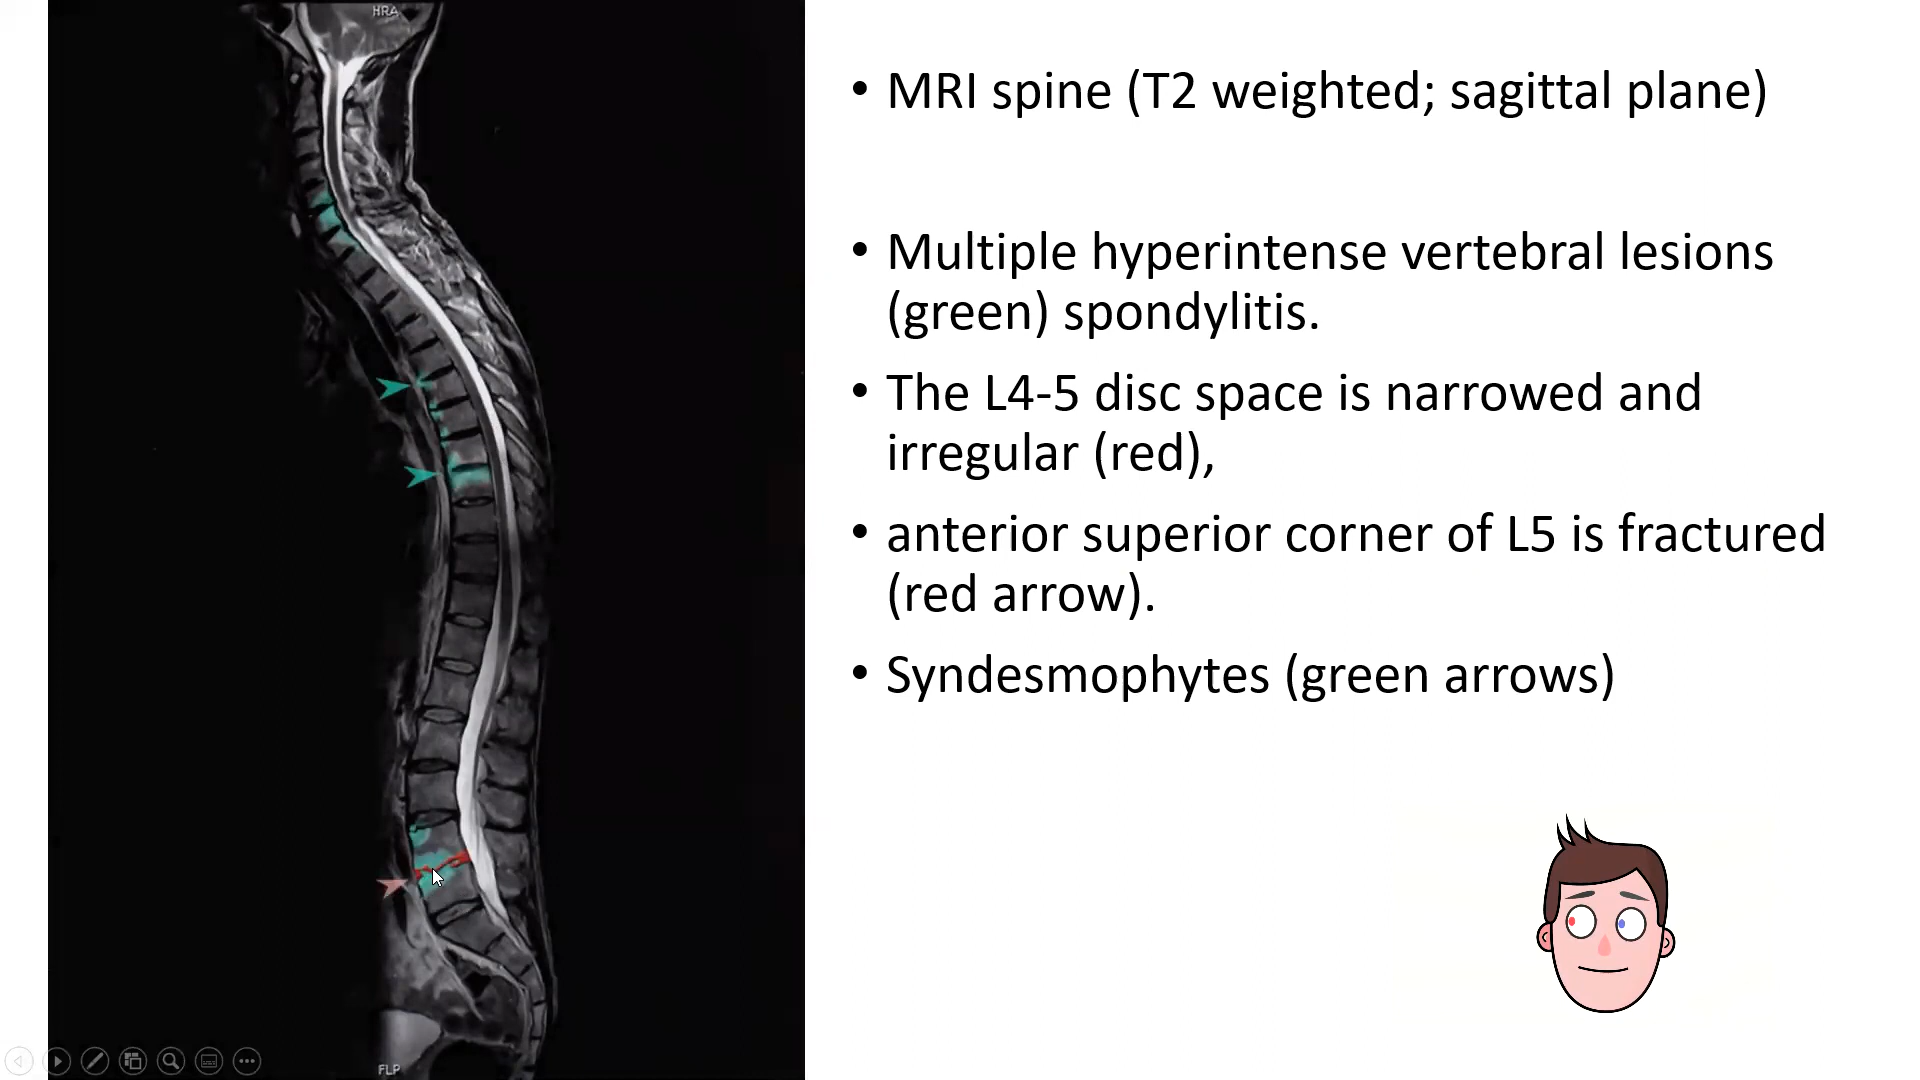 HRA
• MRI spine (T2 weighted; sagittal plane)
• Multiple hyperintense vertebral lesions
(green) spondylitis.
• The L4-5 disc space is narrowed and
irregular (red),
• anterior superior corner of L5 is fractured
(red arrow).
• Syndesmophytes (green arrows)
FLP